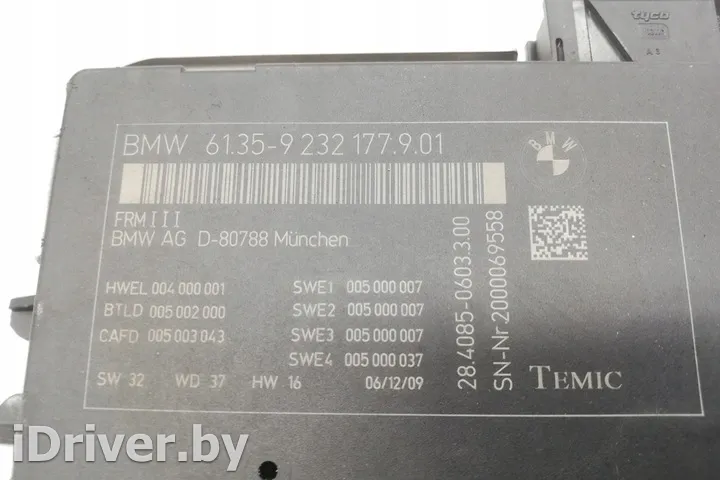 tyco
BMW 61.35-9 232 177.9.01
BMW
FRMIII
BMW AG D-80788 München
HWEL 004 000 001
BTLD 005 002 000
CAFD 005 003 043
SWE1 005 000 007
SWE2 005 000 007
SWE3 005 000 007
SWE4 005 000 037
SW 32 WD 37 HW 16 06/12/09
28.4085-0603.3.00
SN-Nr.2000069558
TEMIC
iDriver.by